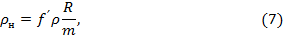 ρн = f′ρ R/m, (7)